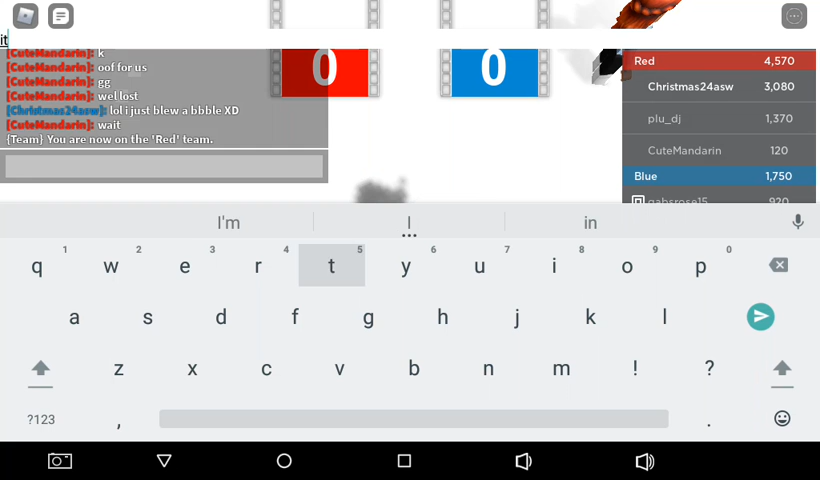 it
[CuteMandarin]: k
[CuteMandarin]: oof for us
[CuteMandarin]: gg
[CuteMandarin]: wel lost
[Christmas24asw]: lol i just blew a bbble XD
[CuteMandarin]: wait
{Team} You are now on the 'Red' team.
0
0
Red 4,570
Christmas24asw 3,080
plu_dj 1,370
CuteMandarin 120
Blue 1,750
gabsrose15 920
I'm I in
1 2 3 4 5 6 7 8 9 0
q w e r t y u i o p
a s d f g h j k l
z x c v b n m ! ?
?123 , .